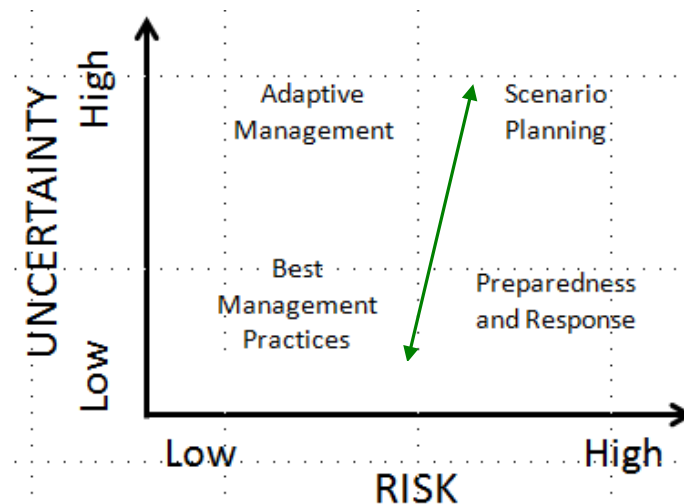 UNCERTAINTY
High
Low
Adaptive
Management
Scenario
Planning
Best
Management
Practices
Preparedness
and Response
Low
High
RISK